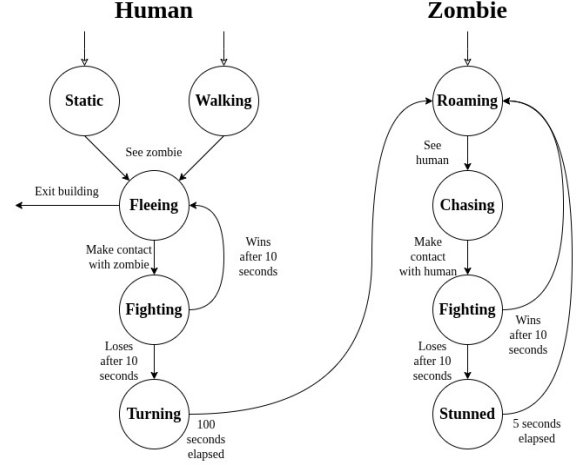 Human
Zombie
Static
Walking
Roaming
See zombie
See
human
Exit building
Fleeing
Chasing
Make contact
with zombie
Wins
after 10
seconds
Make
contact
with human
Fighting
Fighting
Loses
after 10
seconds
Loses
after 10
seconds
Wins
after 10
seconds
Turning
100
seconds
elapsed
Stunned
5 seconds
elapsed